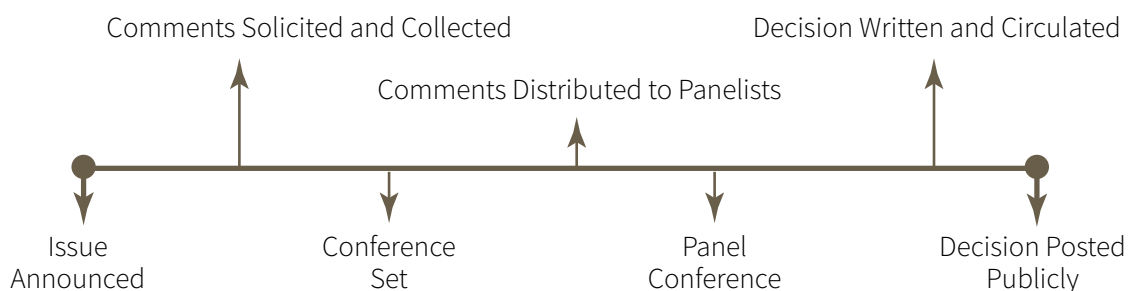 Comments Solicited and Collected
Decision Written and Circulated
Comments Distributed to Panelists
Issue
Announced
Conference
Set
Panel
Conference
Decision Posted
Publicly